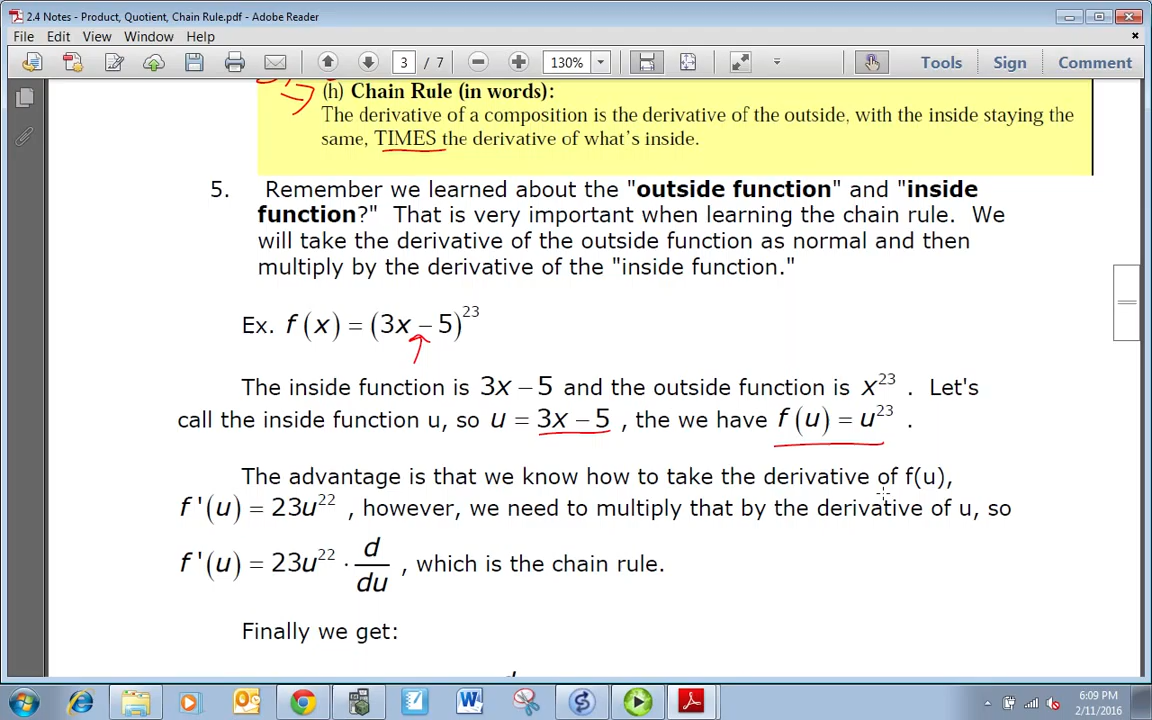 2.4 Notes - Product, Quotient, Chain Rule.pdf - Adobe Reader
File Edit View Window Help
3 / 7 130% Tools Sign Comment
(h) Chain Rule (in words):
The derivative of a composition is the derivative of the outside, with the inside staying the
same, TIMES the derivative of what's inside.
5. Remember we learned about the "outside function" and "inside
function?" That is very important when learning the chain rule. We
will take the derivative of the outside function as normal and then
multiply by the derivative of the "inside function."
Ex. f(x) = (3x – 5)^23
The inside function is 3x – 5 and the outside function is x^23 . Let's
call the inside function u, so u = 3x – 5 , the we have f(u) = u^23 .
The advantage is that we know how to take the derivative of f(u),
f'(u) = 23u^22 , however, we need to multiply that by the derivative of u, so
f'(u) = 23u^22 · d/du , which is the chain rule.
Finally we get:
6:09 PM
2/11/2016